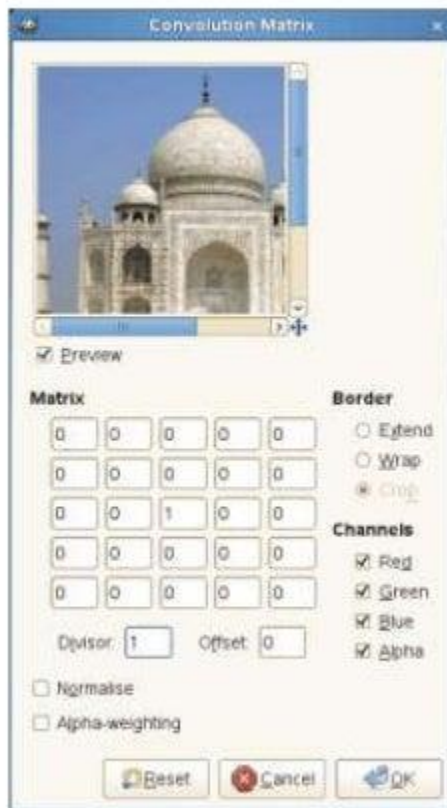 Convolution Matrix
Preview
Matrix
0 0 0 0 0
0 0 0 0 0
0 0 1 0 0
0 0 0 0 0
0 0 0 0 0
Divisor: 1 Offset: 0
Normalise
Alpha-weighting
Border
Extend
Wrap
Crop
Channels
Red
Green
Blue
Alpha
Reset Cancel OK